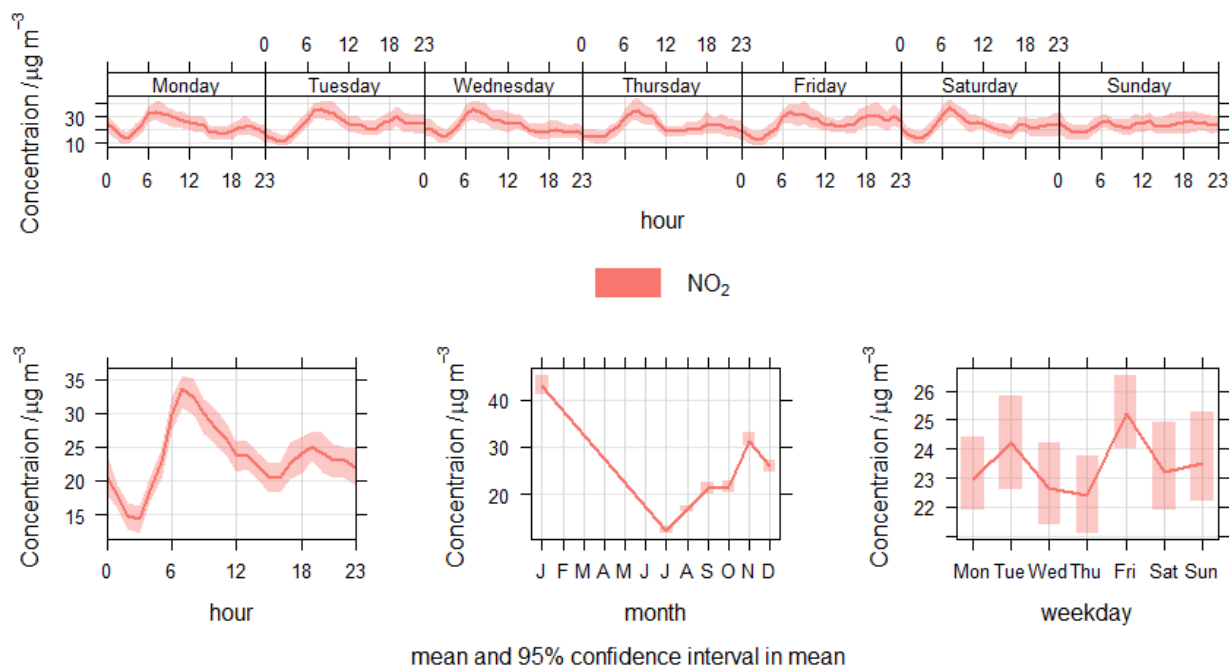 0 6 12 18 23 0 6 12 18 23 0 6 12 18 23
Monday Tuesday Wednesday Thursday Friday Saturday Sunday
30
10
Concentraion /μg m⁻³
0 6 12 18 23 0 6 12 18 23 0 6 12 18 23 0 6 12 18 23
hour
NO₂
35
30
25
20
15
Concentraion /μg m⁻³
0 6 12 18 23
hour
40
30
20
Concentraion /μg m⁻³
J F M A M J J A S O N D
month
26
25
24
23
22
Concentraion /μg m⁻³
Mon Tue Wed Thu Fri Sat Sun
weekday
mean and 95% confidence interval in mean